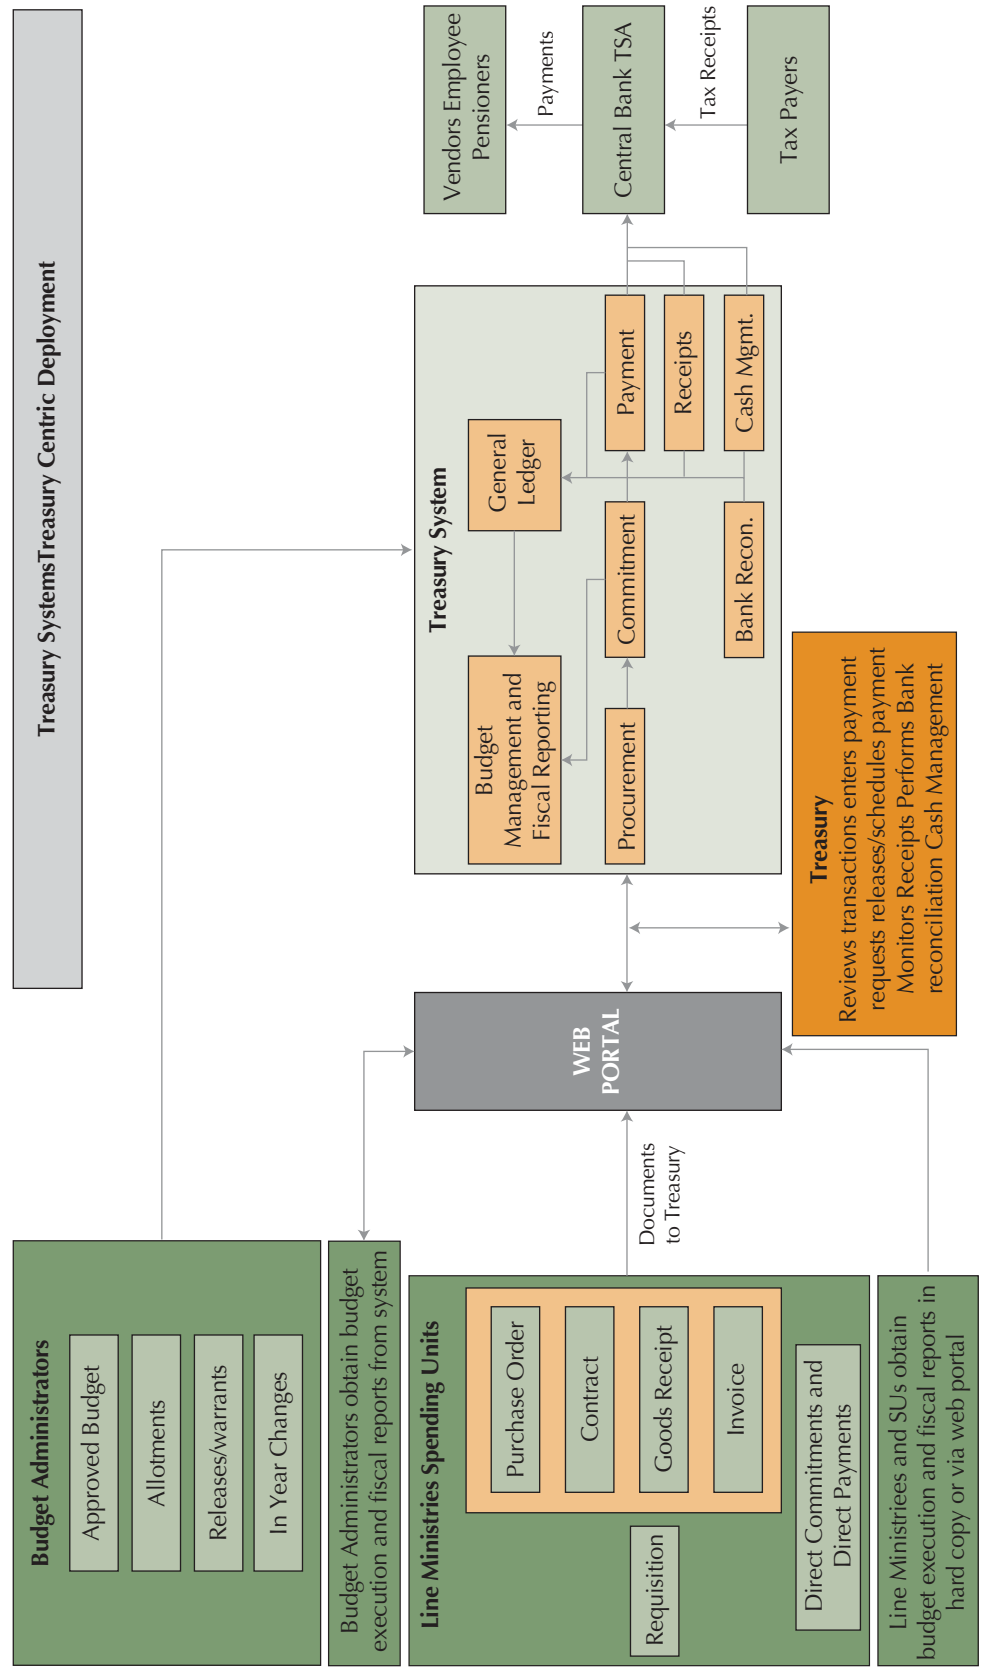 Treasury SystemsTreasury Centric Deployment
Budget Administrators
Approved Budget
Allotments
Releases/warrants
In Year Changes
Budget Administrators obtain budget
execution and fiscal reports from system
Line Ministries Spending Units
Requisition
Purchase Order
Contract
Goods Receipt
Invoice
Direct Commitments and
Direct Payments
Line Ministriees and SUs obtain
budget execution and fiscal reports in
hard copy or via web portal
Documents
to Treasury
WEB
PORTAL
Treasury System
Budget
Management and
Fiscal Reporting
General
Ledger
Procurement
Commitment
Payment
Receipts
Bank Recon.
Cash Mgmt.
Treasury
Reviews transactions enters payment
requests releases/schedules payment
Monitors Receipts Performs Bank
reconciliation Cash Management
Vendors Employee
Pensioners
Payments
Central Bank TSA
Tax Receipts
Tax Payers